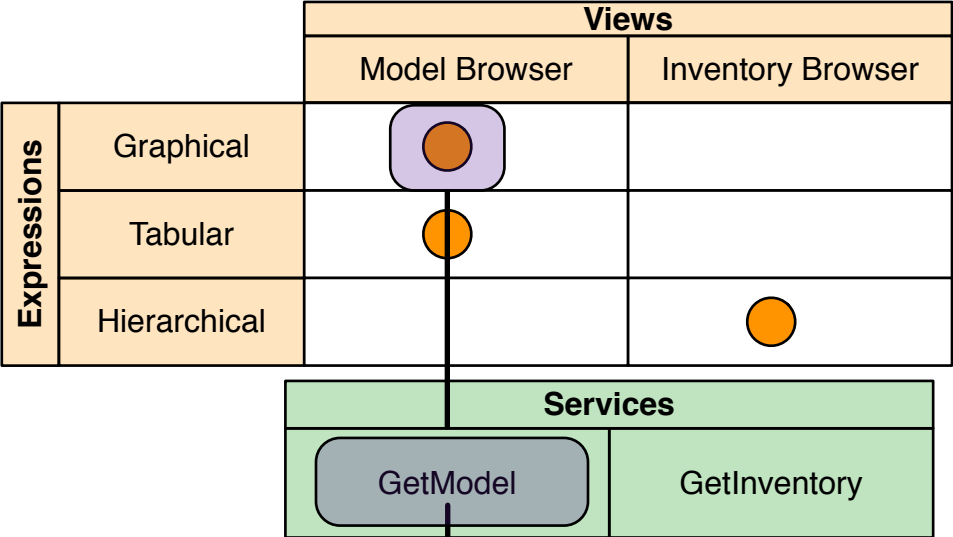 Views
Model Browser
Inventory Browser
Expressions
Graphical
Tabular
Hierarchical
Services
GetModel
GetInventory